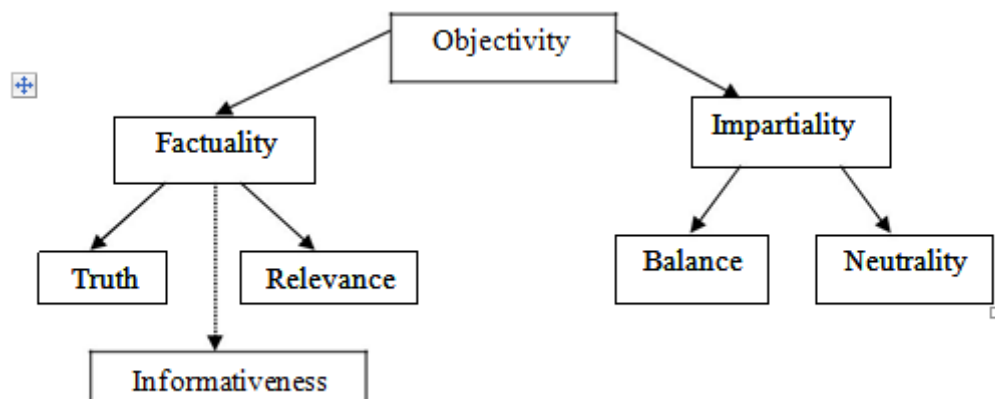 Objectivity
Factuality
Impartiality
Truth
Relevance
Balance
Neutrality
Informativeness